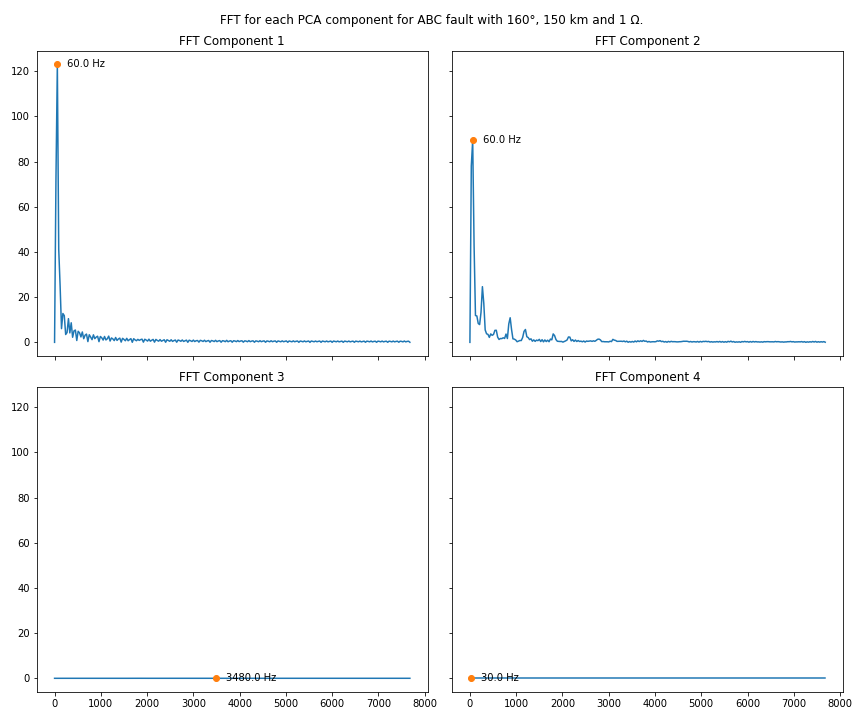 FFT for each PCA component for ABC fault with 160°, 150 km and 1 Ω.
FFT Component 1
FFT Component 2
120
100
80
60
40
20
0
60.0 Hz
60.0 Hz
FFT Component 3
FFT Component 4
120
100
80
60
40
20
0
3480.0 Hz
30.0 Hz
0 1000 2000 3000 4000 5000 6000 7000 8000
0 1000 2000 3000 4000 5000 6000 7000 8000